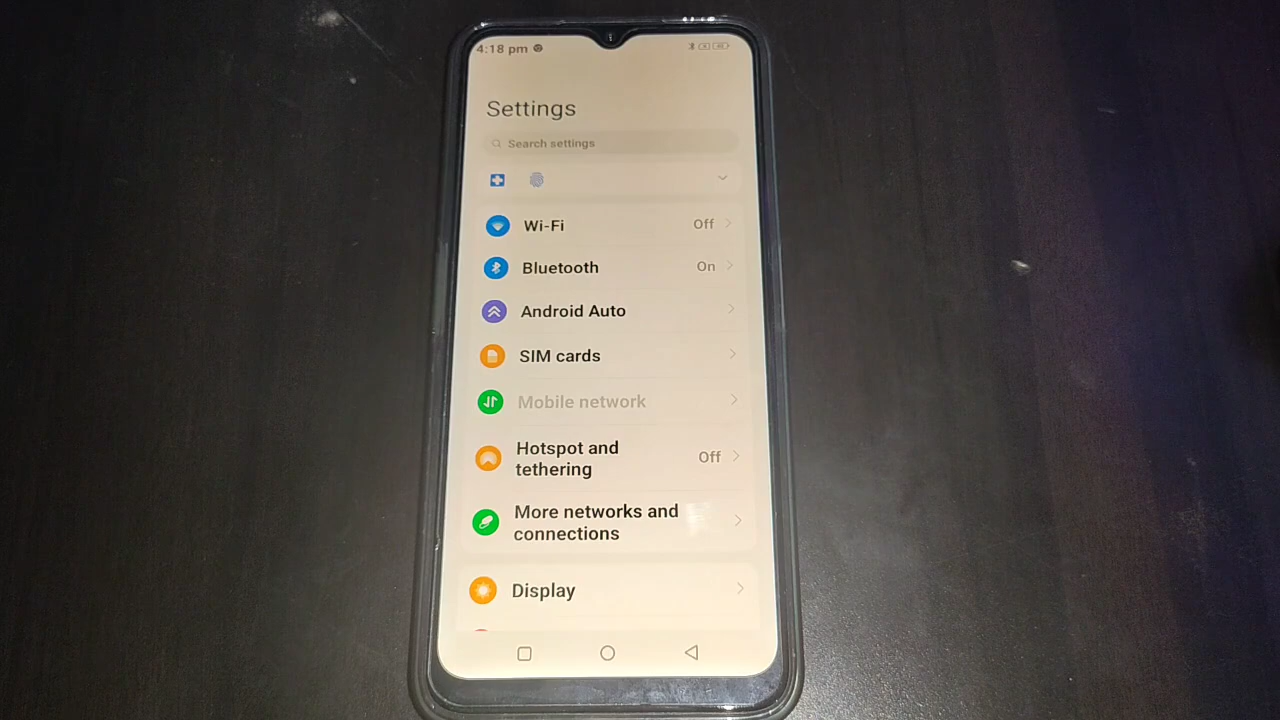 4:18 pm
Settings
Search settings
Wi-Fi Off
Bluetooth On
Android Auto
SIM cards
Mobile network
Hotspot and
tethering Off
More networks and
connections
Display